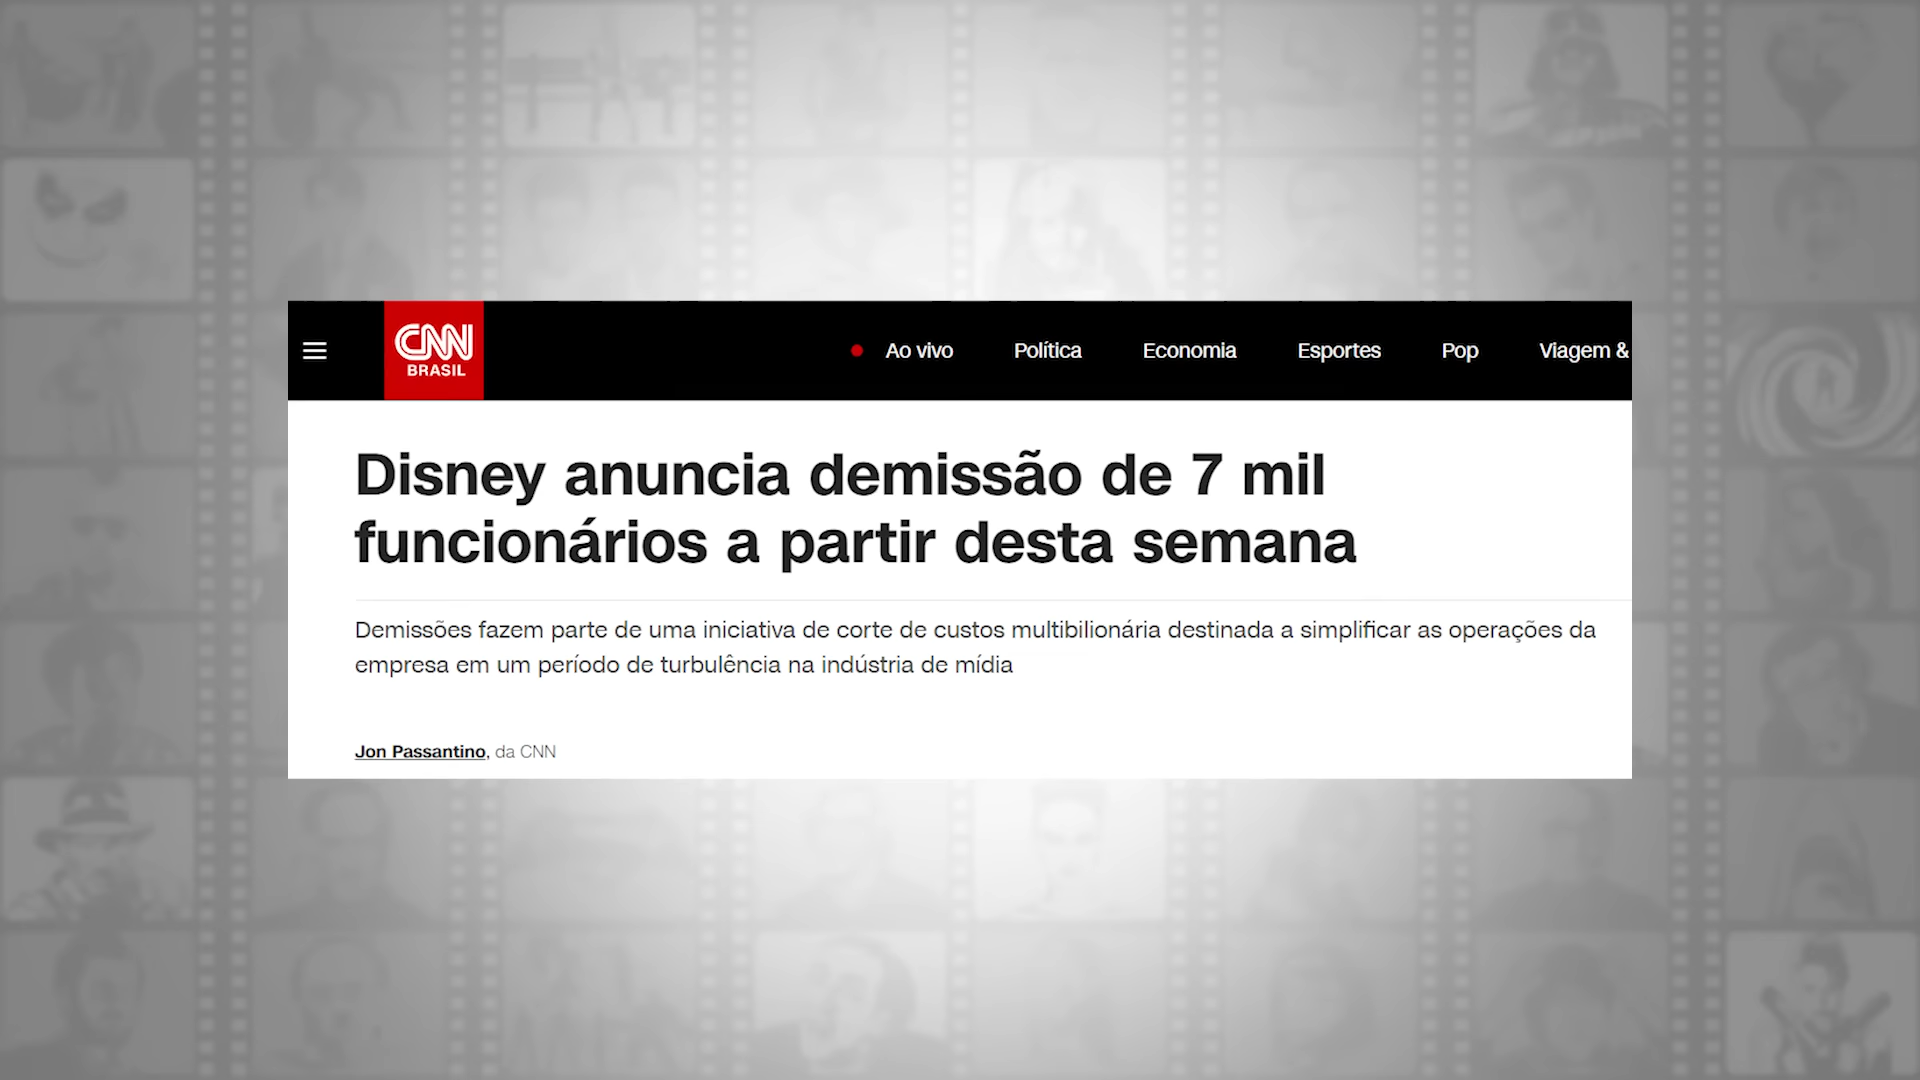 CNN
BRASIL
Ao vivo Política Economia Esportes Pop Viagem &
Disney anuncia demissão de 7 mil
funcionários a partir desta semana
Demissões fazem parte de uma iniciativa de corte de custos multibilionária destinada a simplificar as operações da
empresa em um período de turbulência na indústria de mídia
Jon Passantino, da CNN